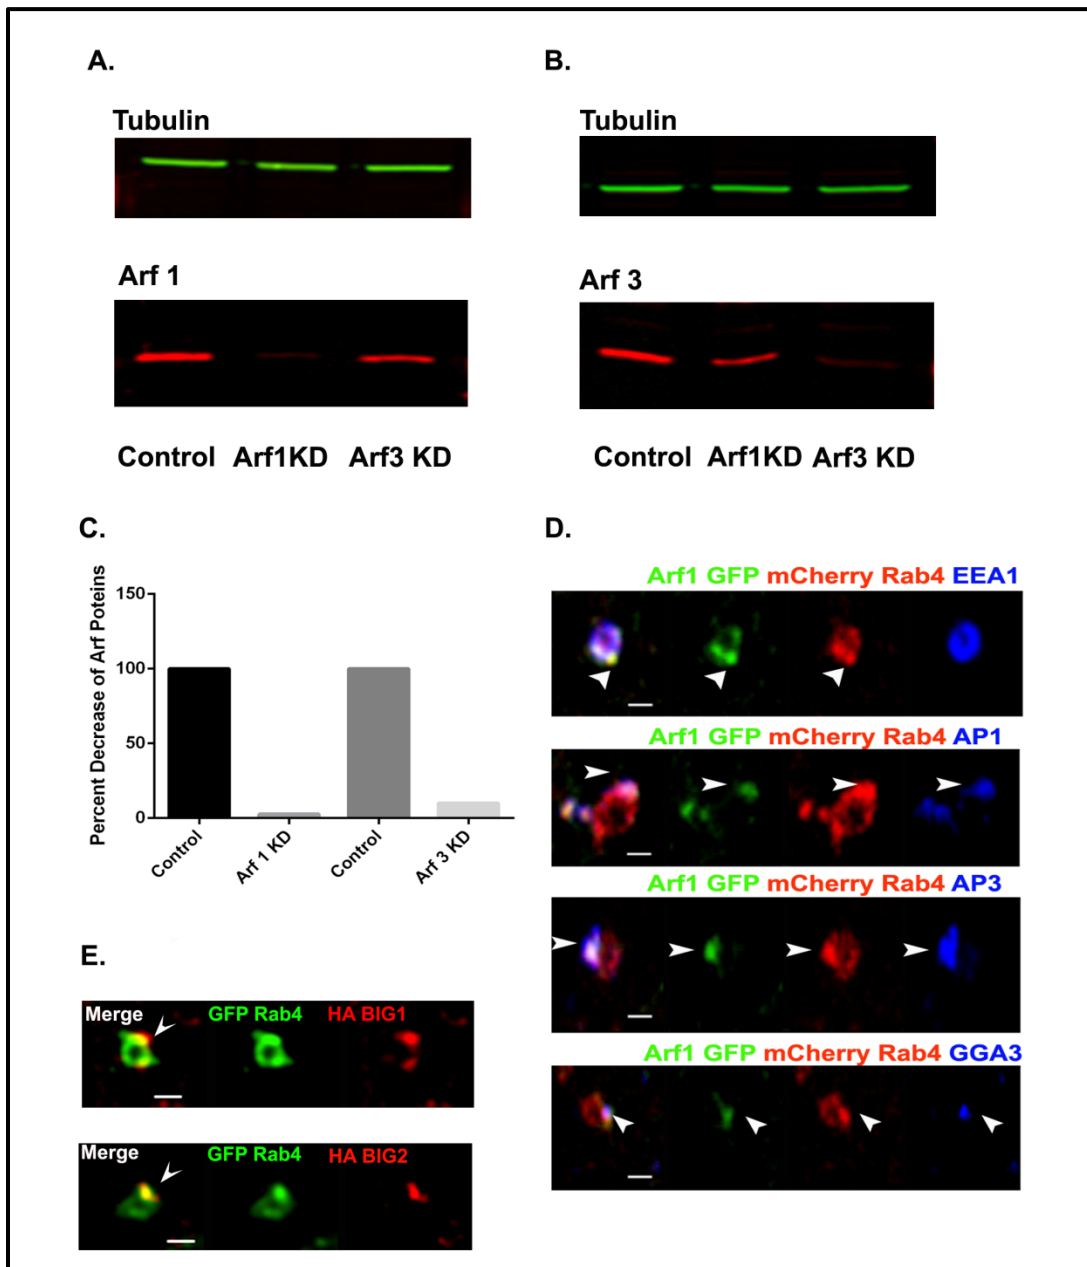 A.
Tubulin
Arf 1
Control Arf1KD Arf3 KD
B.
Tubulin
Arf 3
Control Arf1KD Arf3 KD
C.
Percent Decrease of Arf Poteins
150
100
50
0
Control
Arf 1 KD
Control
Arf 3 KD
D.
Arf1 GFP mCherry Rab4 EEA1
Arf1 GFP mCherry Rab4 AP1
Arf1 GFP mCherry Rab4 AP3
Arf1 GFP mCherry Rab4 GGA3
E.
Merge GFP Rab4 HA BIG1
Merge GFP Rab4 HA BIG2